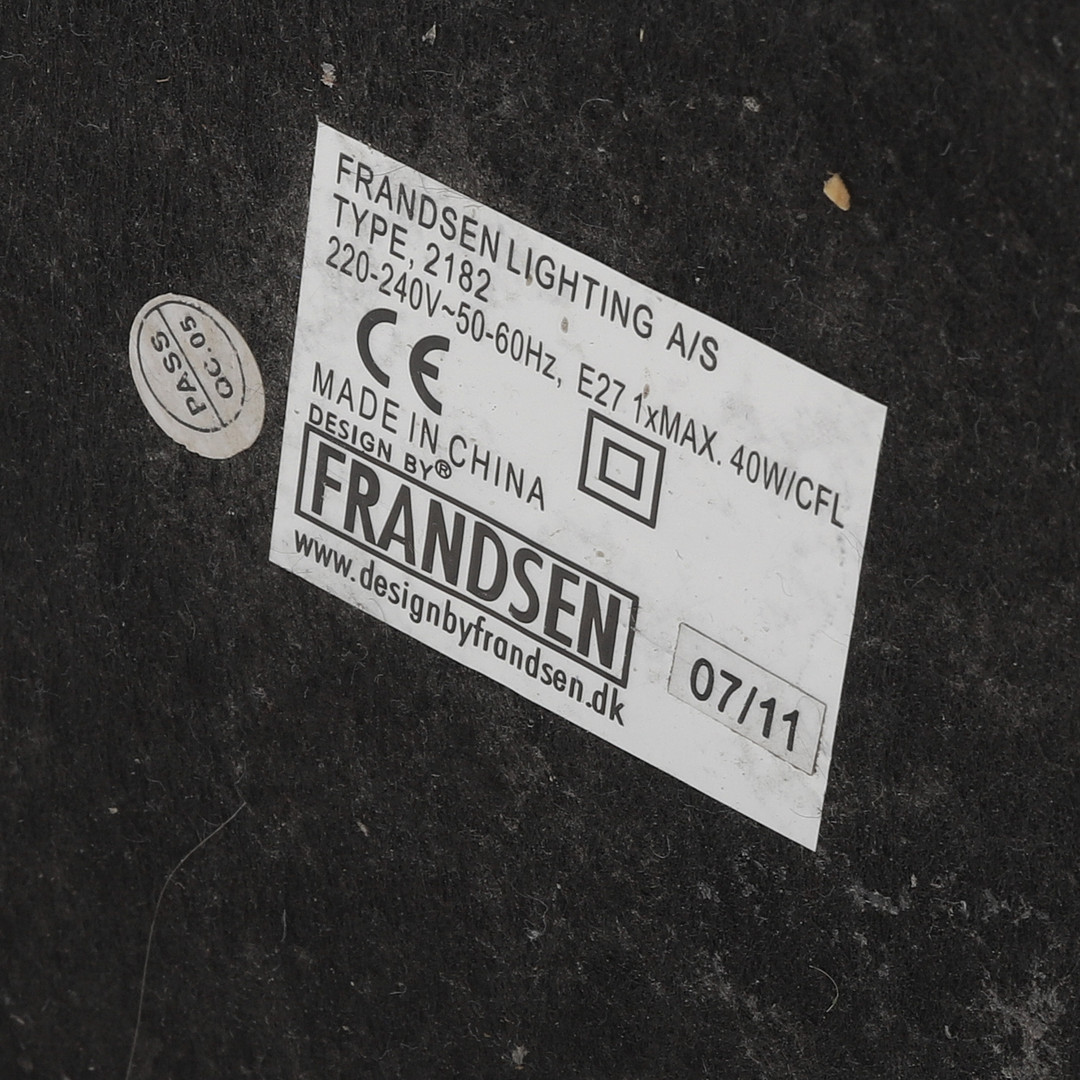 FRANDSEN LIGHTING A/S
TYPE, 2182
220-240V~50-60Hz, E27 1xMAX. 40W/CFL
CE
MADE IN CHINA
DESIGN BY®
FRANDSEN
www.designbyfrandsen.dk
07/11
PASS
QC.05